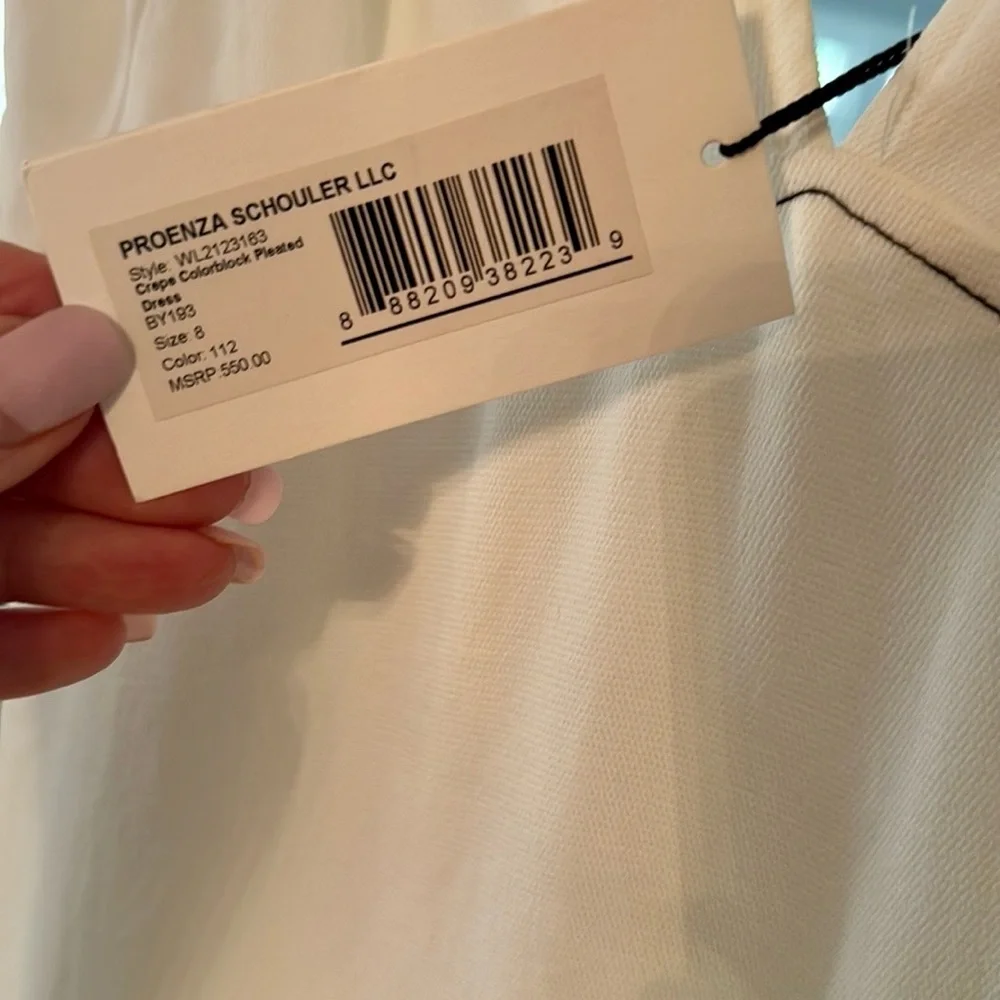 PROENZA SCHOULER LLC
Style: WL2123163
Crepe Colorblock Pleated
Dress
BY193
Size: 8
Color: 112
MSRP:550.00
8 88209 38223 9